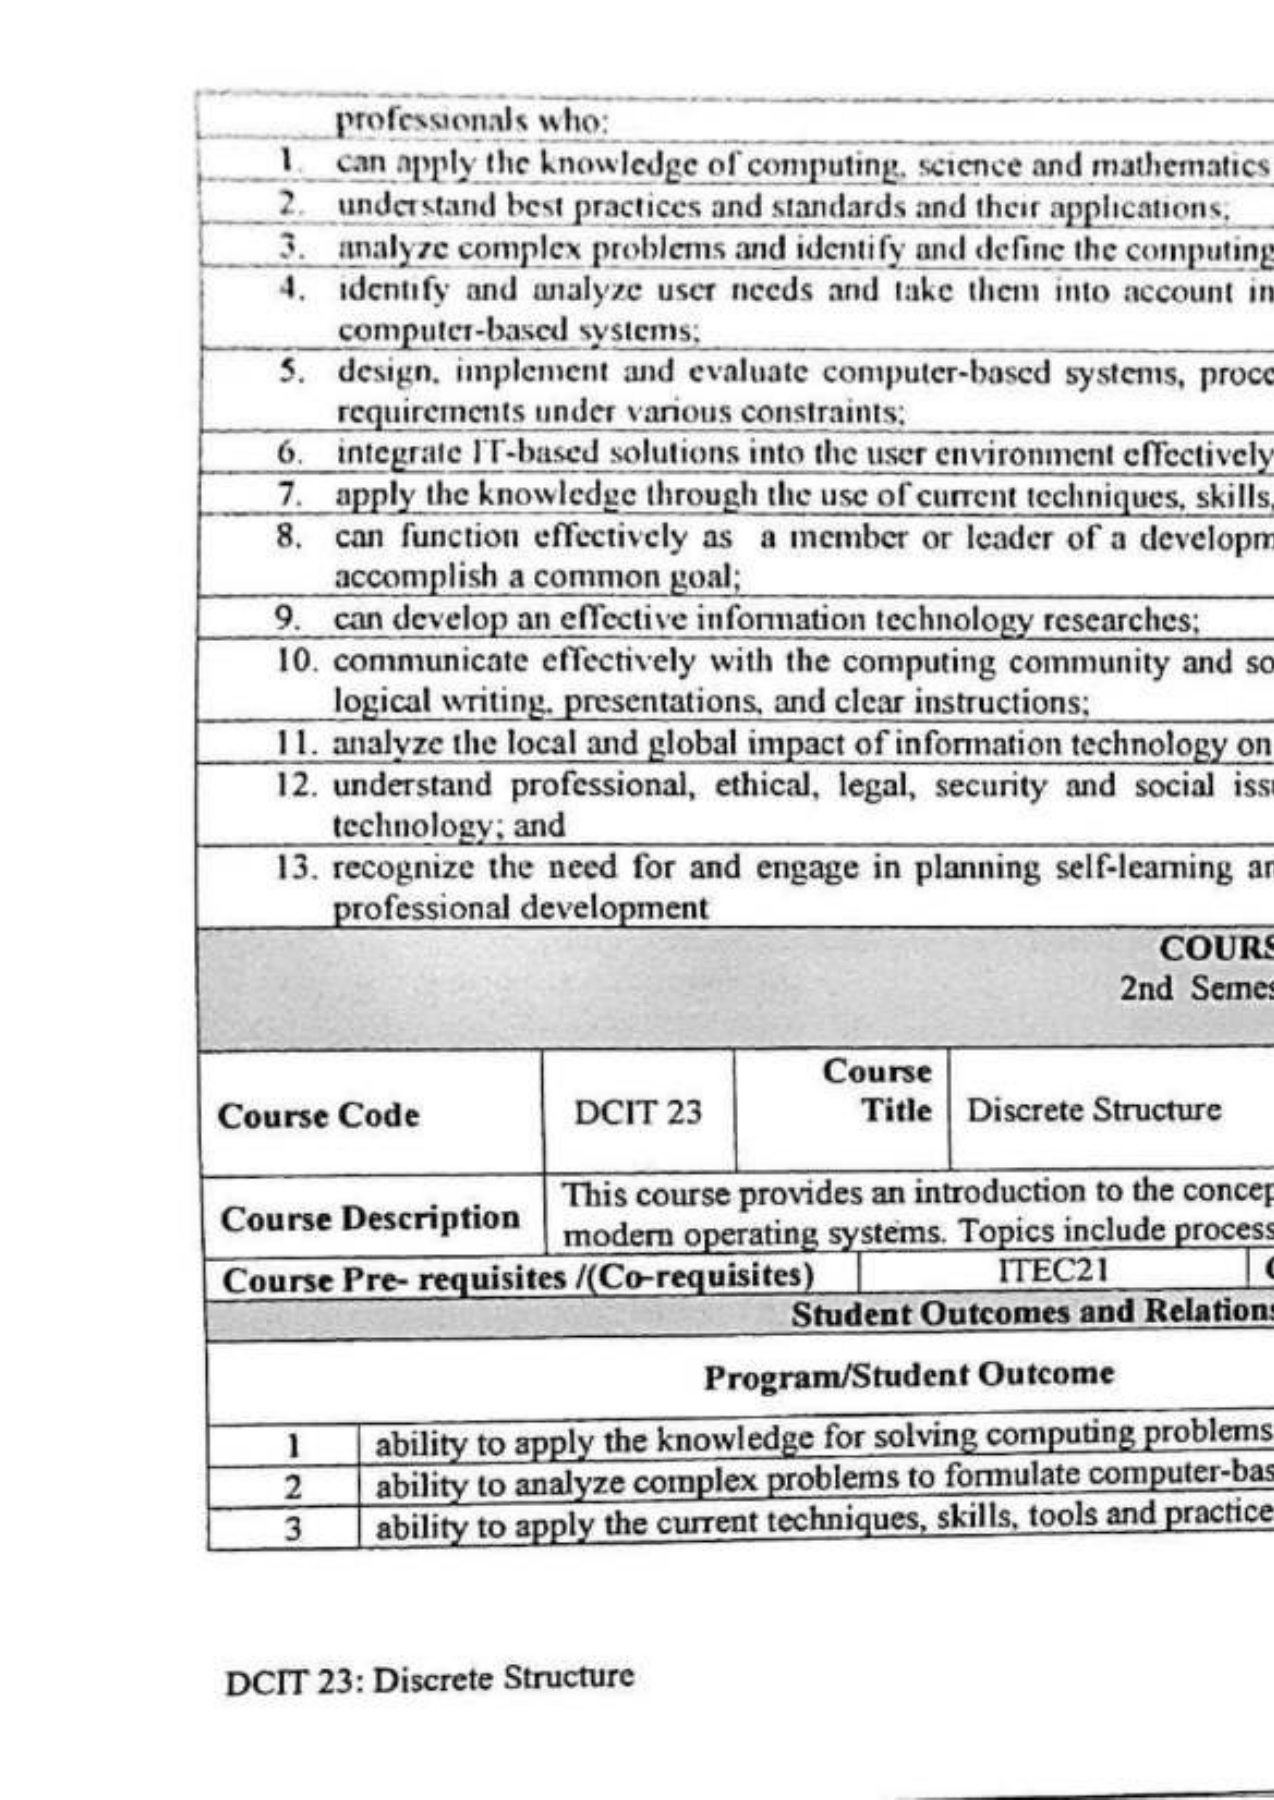 professionals who:
1. can apply the knowledge of computing, science and mathematics
2. understand best practices and standards and their applications;
3. analyze complex problems and identify and define the computing
4. identify and analyze user needs and take them into account in
computer-based systems;
5. design, implement and evaluate computer-based systems, proce
requirements under various constraints;
6. integrate IT-based solutions into the user environment effectively
7. apply the knowledge through the use of current techniques, skills,
8. can function effectively as a member or leader of a developm
accomplish a common goal;
9. can develop an effective information technology researches;
10. communicate effectively with the computing community and so
logical writing, presentations, and clear instructions;
11. analyze the local and global impact of information technology on
12. understand professional, ethical, legal, security and social issu
technology; and
13. recognize the need for and engage in planning self-learning an
professional development
COURS
2nd Semes
Course Code DCIT 23 Course Title Discrete Structure
Course Description This course provides an introduction to the concep
modern operating systems. Topics include process
Course Pre- requisites /(Co-requisites) ITEC21
Student Outcomes and Relations
Program/Student Outcome
1 ability to apply the knowledge for solving computing problems
2 ability to analyze complex problems to formulate computer-bas
3 ability to apply the current techniques, skills, tools and practice
DCIT 23: Discrete Structure